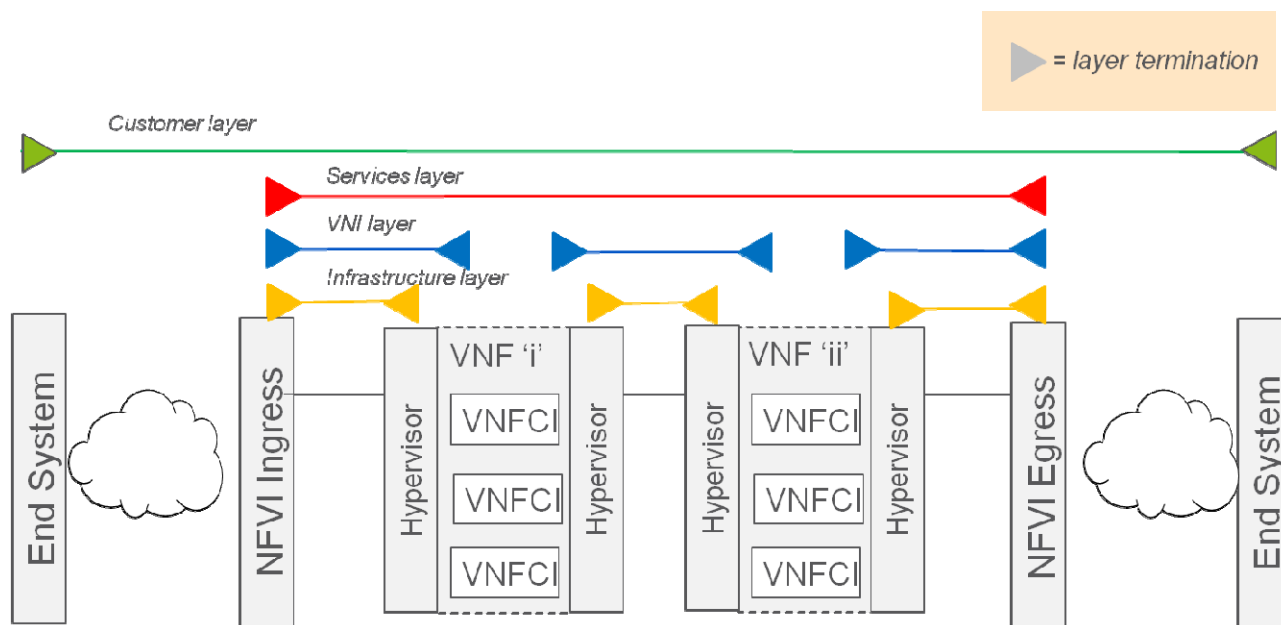 = layer termination
Customer layer
Services layer
VNI layer
Infrastructure layer
End System
NFVI Ingress
Hypervisor
VNF ‘i’
VNFCI
VNFCI
VNFCI
Hypervisor
Hypervisor
VNF ‘ii’
VNFCI
VNFCI
VNFCI
Hypervisor
NFVI Egress
End System